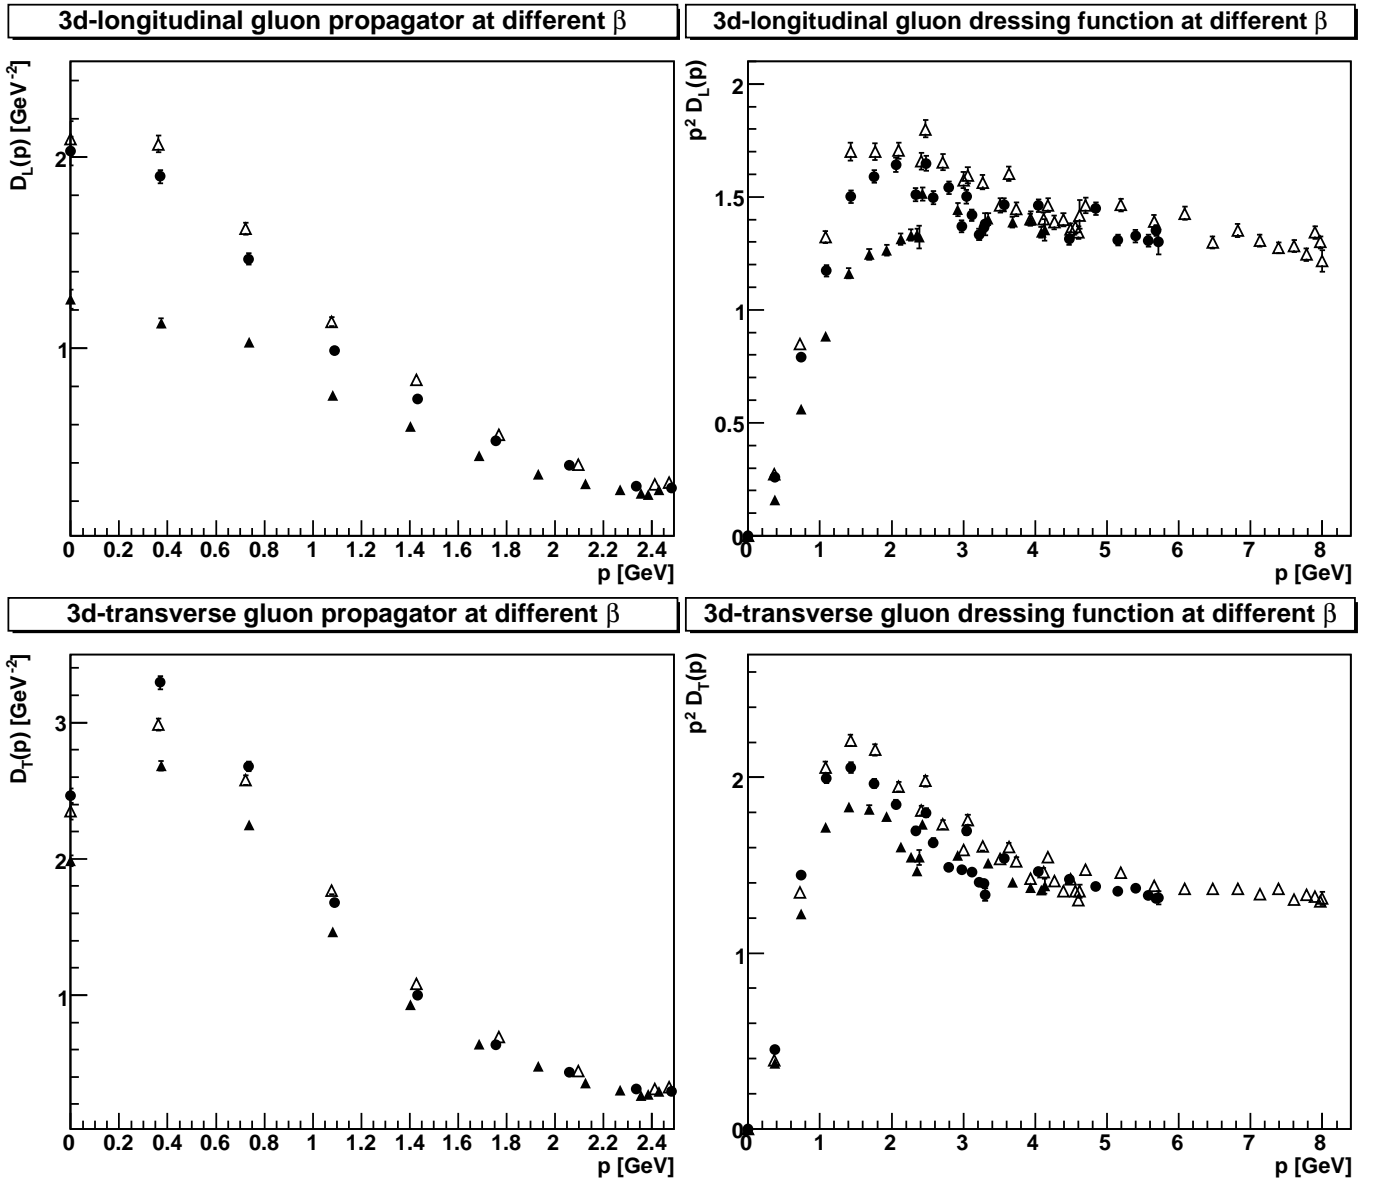 3d-longitudinal gluon propagator at different β
D_L(p) [GeV^-2]
2
1
0 0.2 0.4 0.6 0.8 1 1.2 1.4 1.6 1.8 2 2.2 2.4
p [GeV]
3d-longitudinal gluon dressing function at different β
p^2 D_L(p)
2
1.5
1
0.5
0
0 1 2 3 4 5 6 7 8
p [GeV]
3d-transverse gluon propagator at different β
D_T(p) [GeV^-2]
3
2
1
0 0.2 0.4 0.6 0.8 1 1.2 1.4 1.6 1.8 2 2.2 2.4
p [GeV]
3d-transverse gluon dressing function at different β
p^2 D_T(p)
2
1
0
0 1 2 3 4 5 6 7 8
p [GeV]